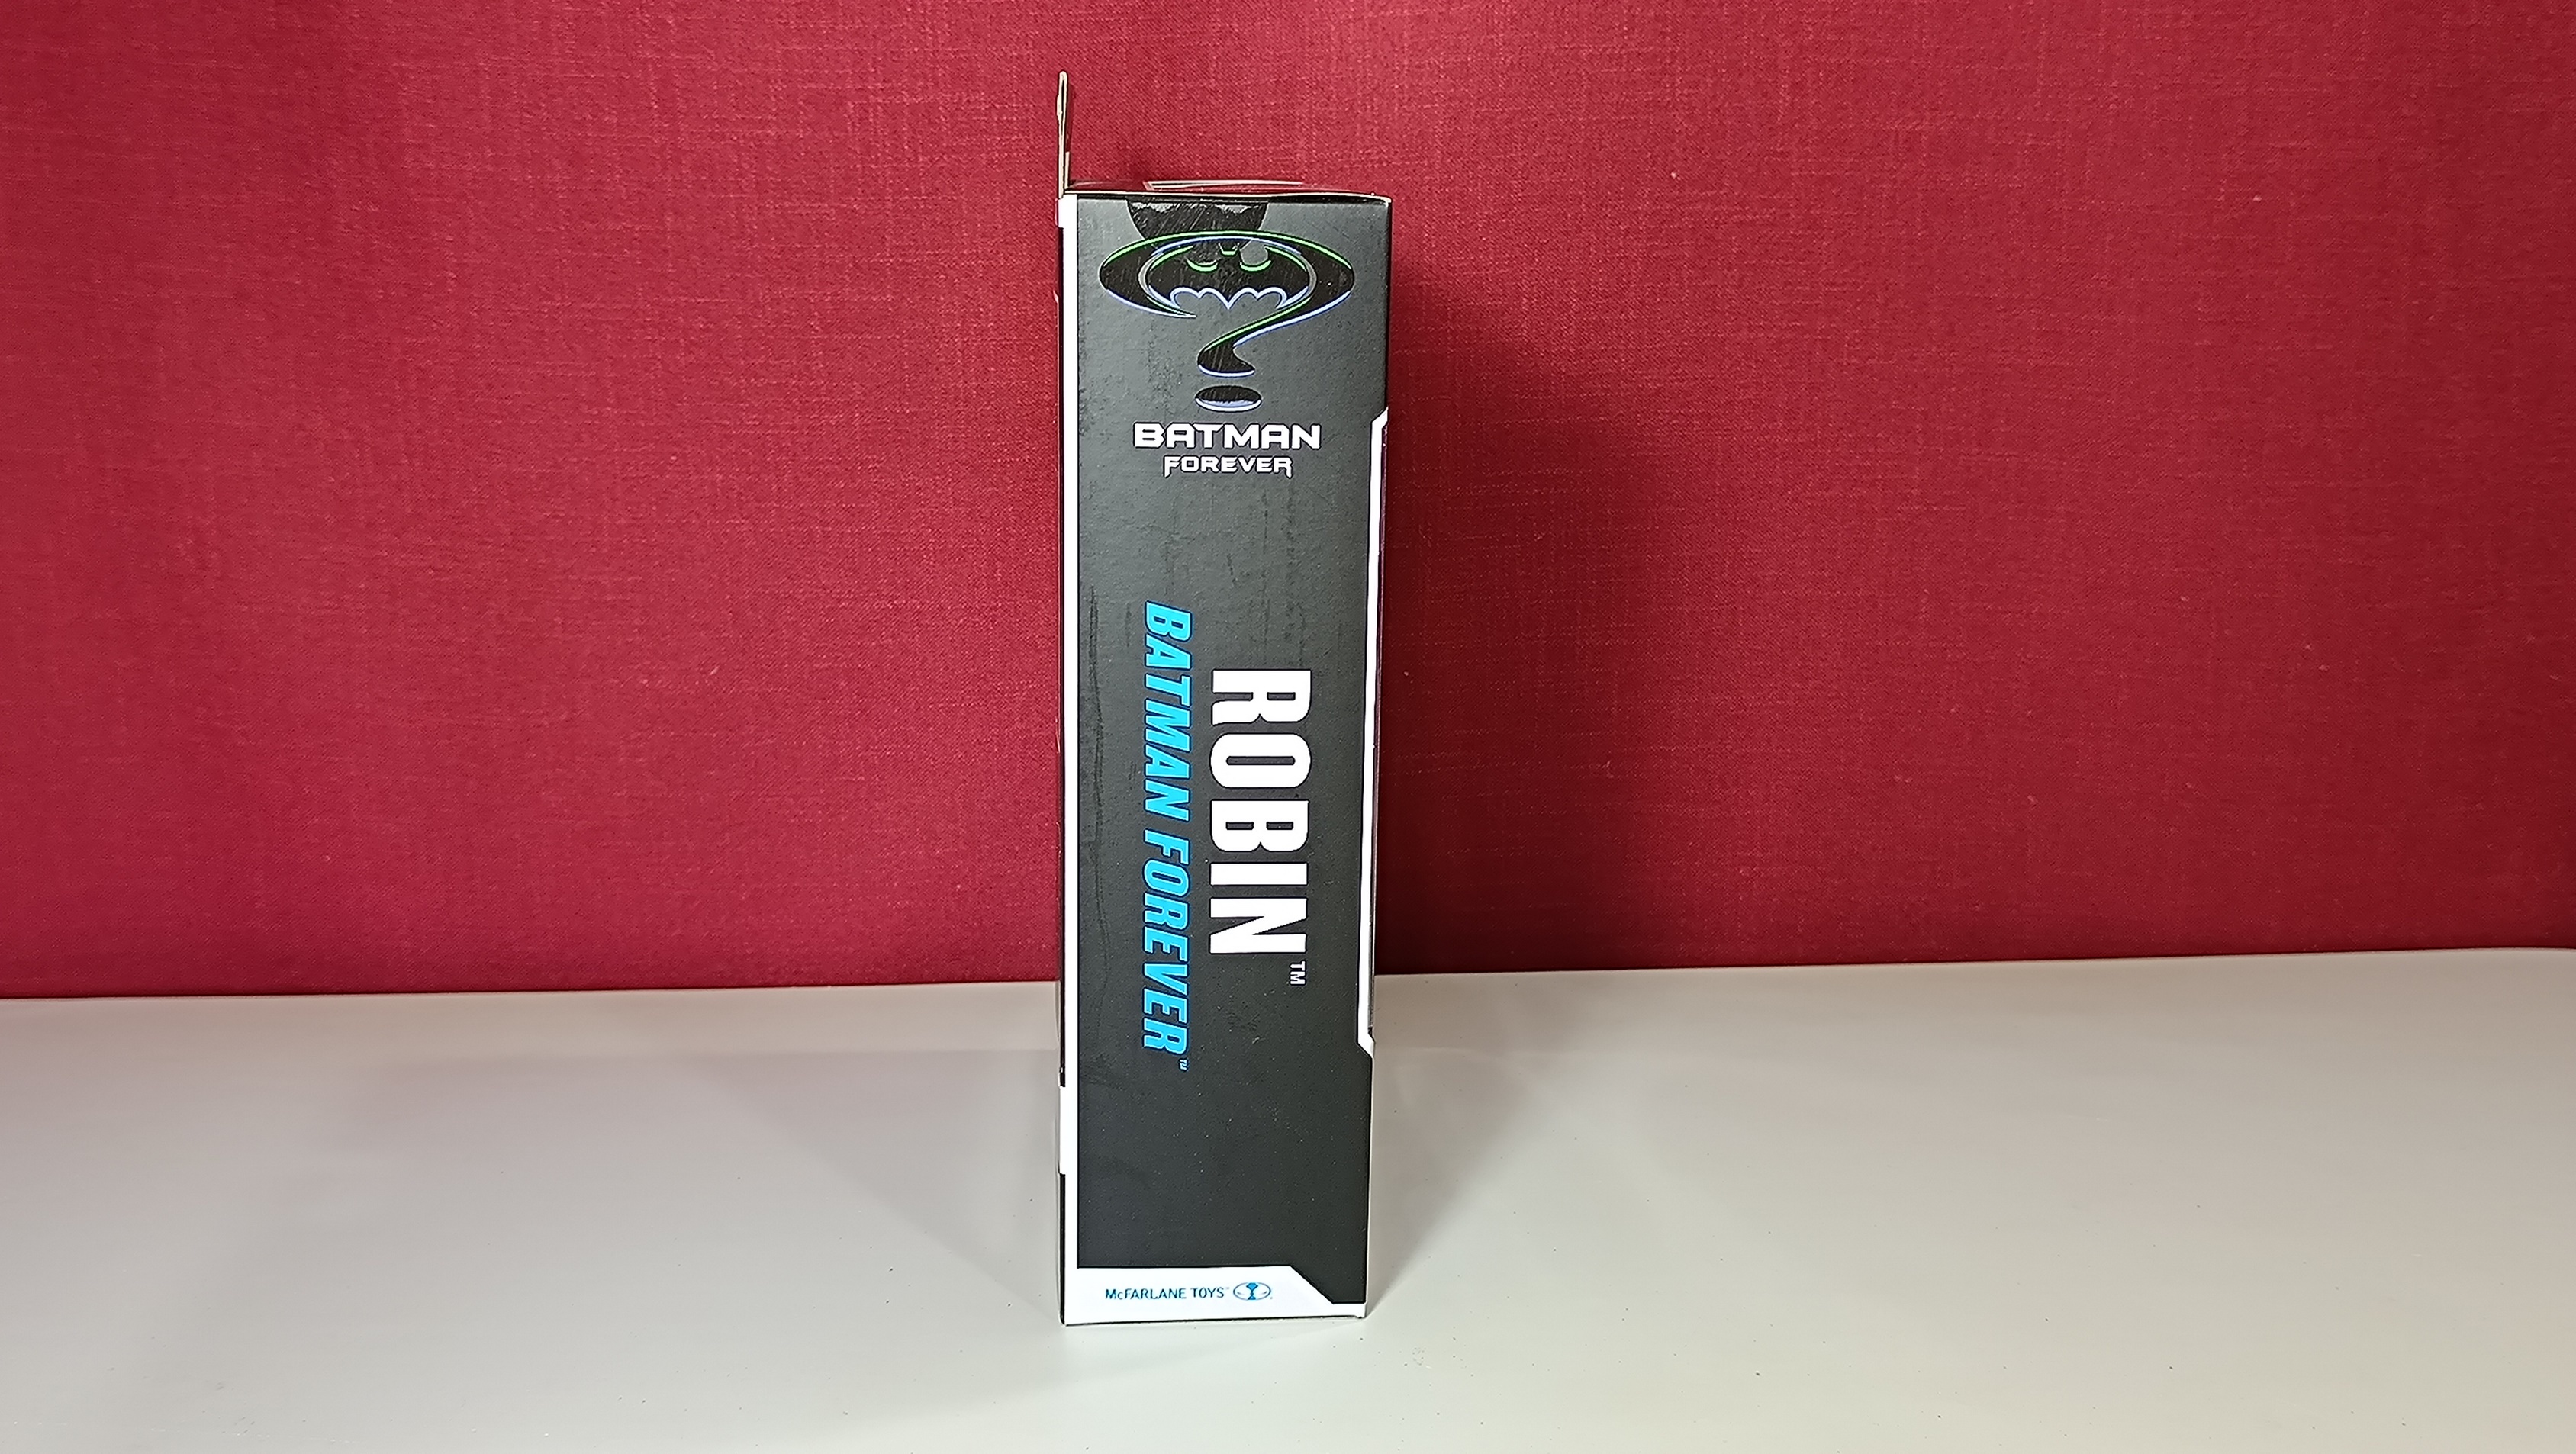 BATMAN
FOREVER
ROBIN™
BATMAN FOREVER™
McFARLANE TOYS™